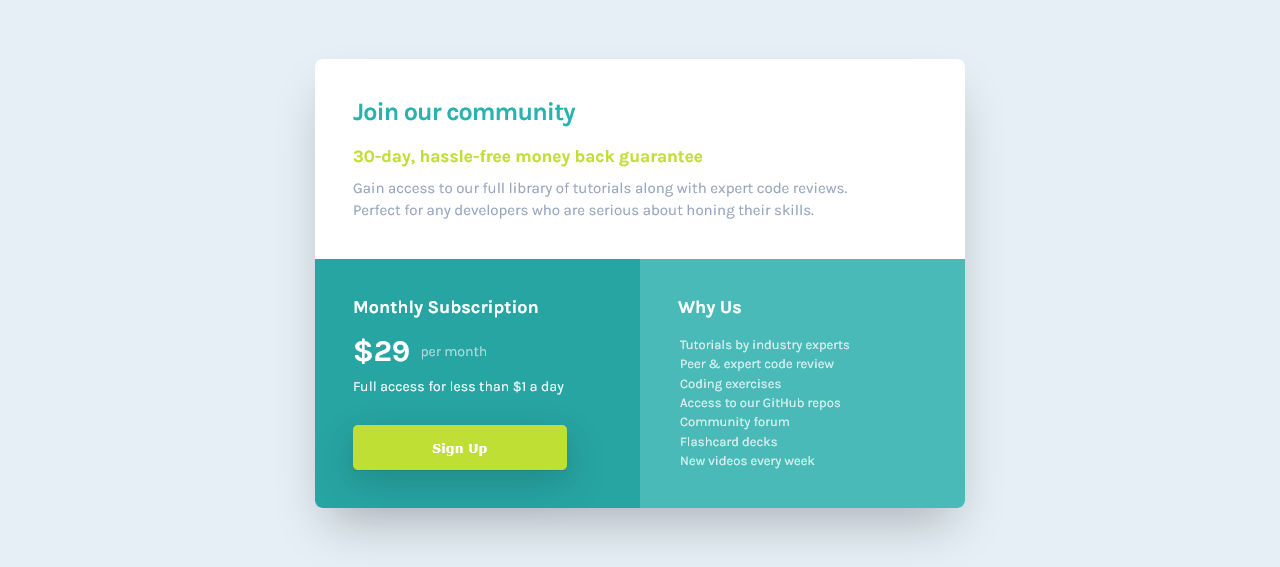 Join our community
30-day, hassle-free money back guarantee
Gain access to our full library of tutorials along with expert code reviews.
Perfect for any developers who are serious about honing their skills.
Monthly Subscription
$29 per month
Full access for less than $1 a day
Sign Up
Why Us
Tutorials by industry experts
Peer & expert code review
Coding exercises
Access to our GitHub repos
Community forum
Flashcard decks
New videos every week